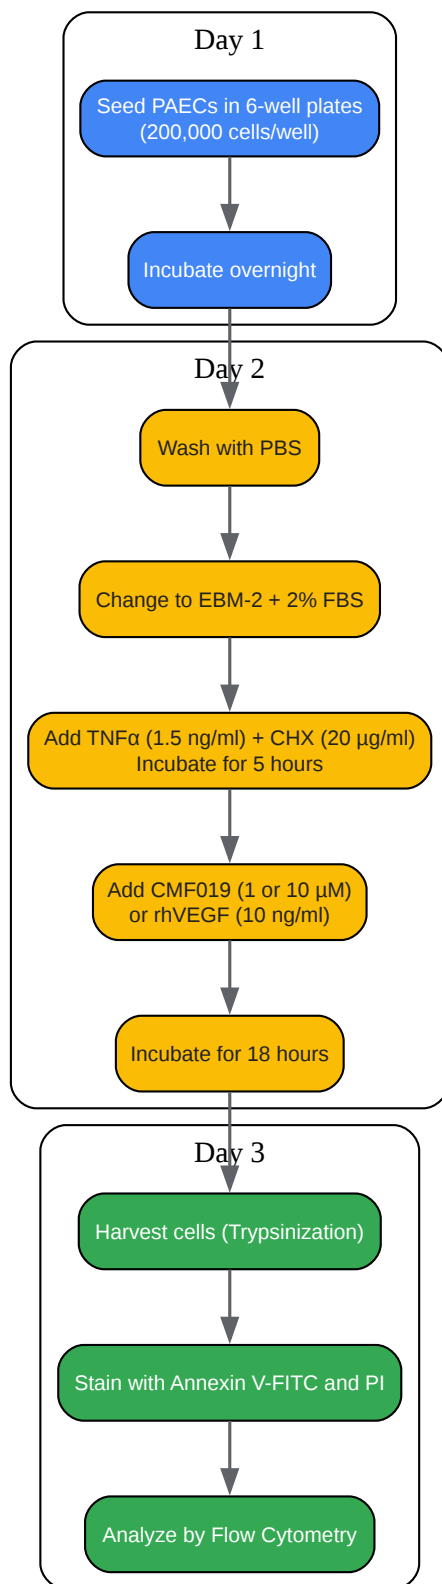 Day 1
Seed PAECs in 6-well plates
(200,000 cells/well)
Incubate overnight
Day 2
Wash with PBS
Change to EBM-2 + 2% FBS
Add TNFα (1.5 ng/ml) + CHX (20 µg/ml)
Incubate for 5 hours
Add CMF019 (1 or 10 µM)
or rhVEGF (10 ng/ml)
Incubate for 18 hours
Day 3
Harvest cells (Trypsinization)
Stain with Annexin V-FITC and PI
Analyze by Flow Cytometry